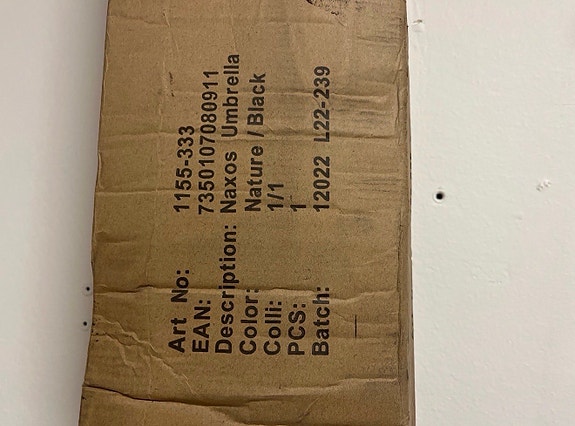 Art No: 1155-333
EAN: 7350107080911
Description: Naxos Umbrella
Color: Nature / Black
Colli: 1/1
PCS: 1
Batch: 12022 L22-239